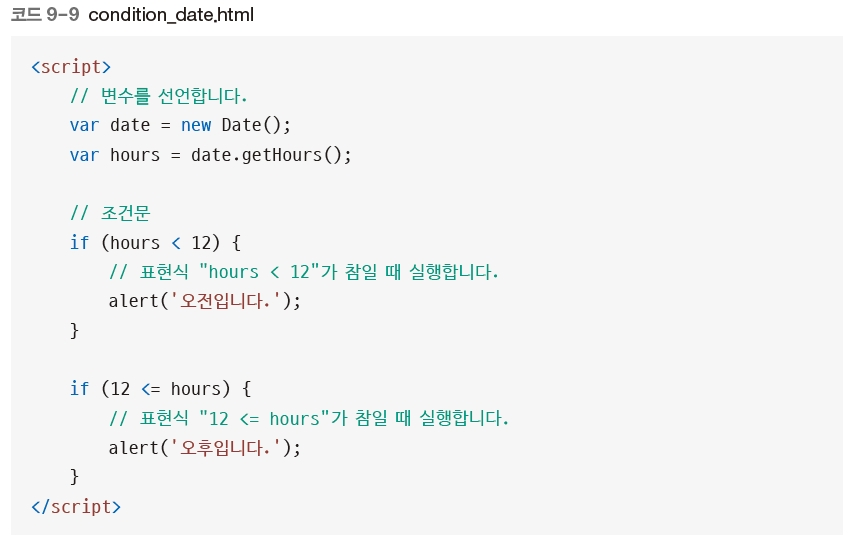 코드 9-9 condition_date.html
<script>
// 변수를 선언합니다.
var date = new Date();
var hours = date.getHours();
// 조건문
if (hours < 12) {
// 표현식 "hours < 12"가 참일 때 실행합니다.
alert('오전입니다.');
}
if (12 <= hours) {
// 표현식 "12 <= hours"가 참일 때 실행합니다.
alert('오후입니다.');
}
</script>